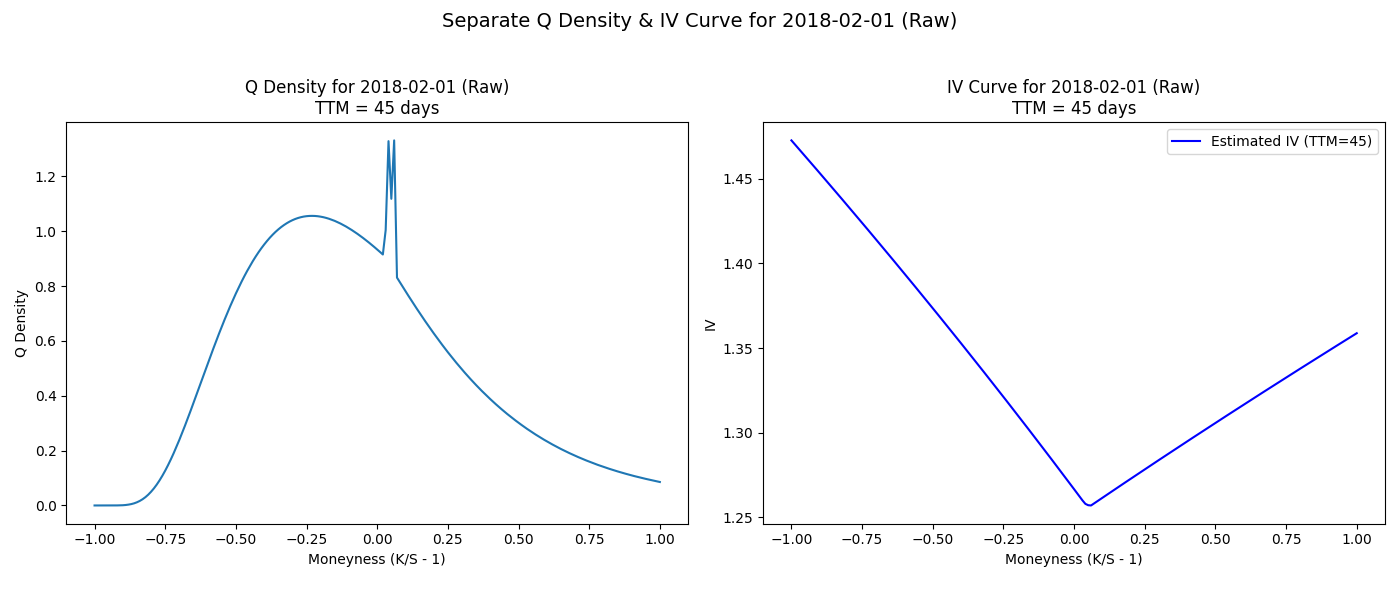 Separate Q Density & IV Curve for 2018-02-01 (Raw)
Q Density for 2018-02-01 (Raw)
TTM = 45 days
1.2
1.0
0.8
0.6
0.4
0.2
0.0
Q Density
−1.00 −0.75 −0.50 −0.25 0.00 0.25 0.50 0.75 1.00
Moneyness (K/S - 1)
IV Curve for 2018-02-01 (Raw)
TTM = 45 days
Estimated IV (TTM=45)
1.45
1.40
1.35
1.30
1.25
IV
−1.00 −0.75 −0.50 −0.25 0.00 0.25 0.50 0.75 1.00
Moneyness (K/S - 1)